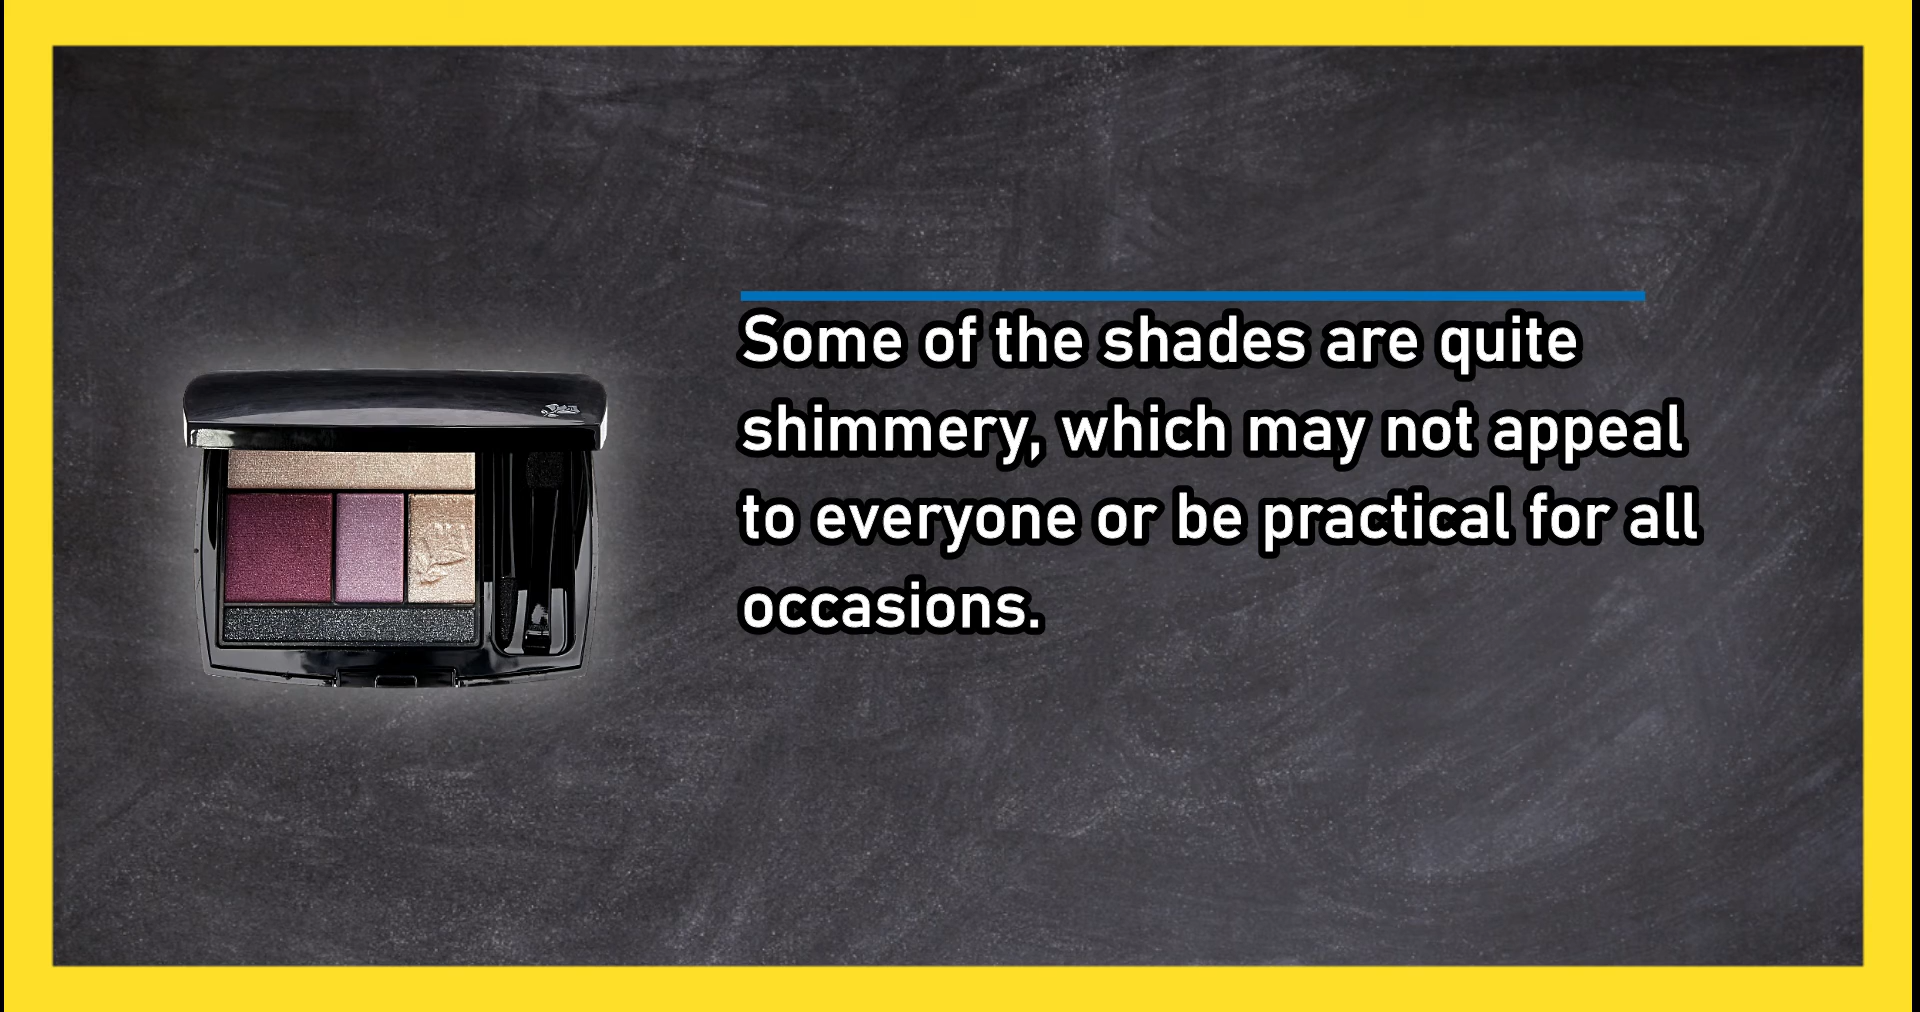 Some of the shades are quite
shimmery, which may not appeal
to everyone or be practical for all
occasions.